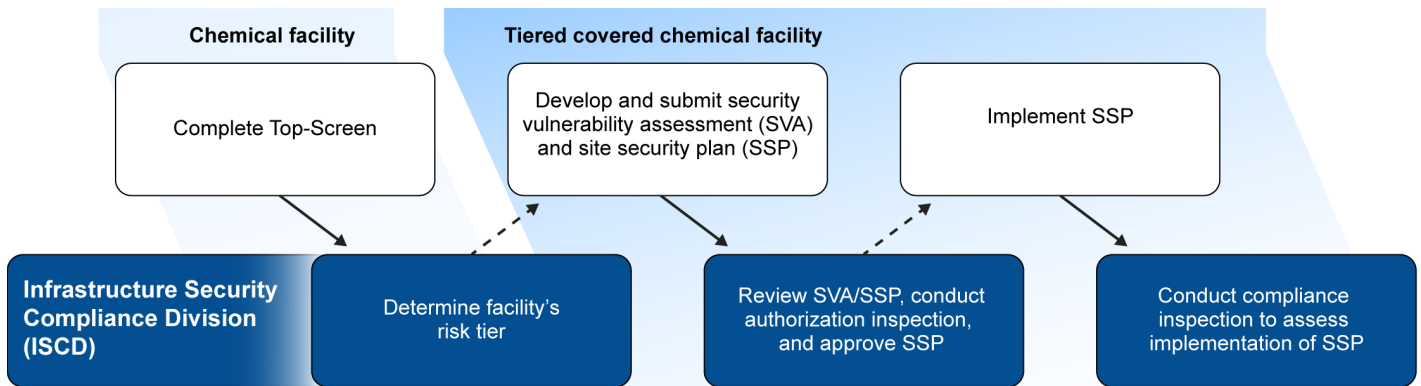 Chemical facility
Tiered covered chemical facility
Complete Top-Screen
Develop and submit security
vulnerability assessment (SVA)
and site security plan (SSP)
Implement SSP
Infrastructure Security
Compliance Division
(ISCD)
Determine facility’s
risk tier
Review SVA/SSP, conduct
authorization inspection,
and approve SSP
Conduct compliance
inspection to assess
implementation of SSP